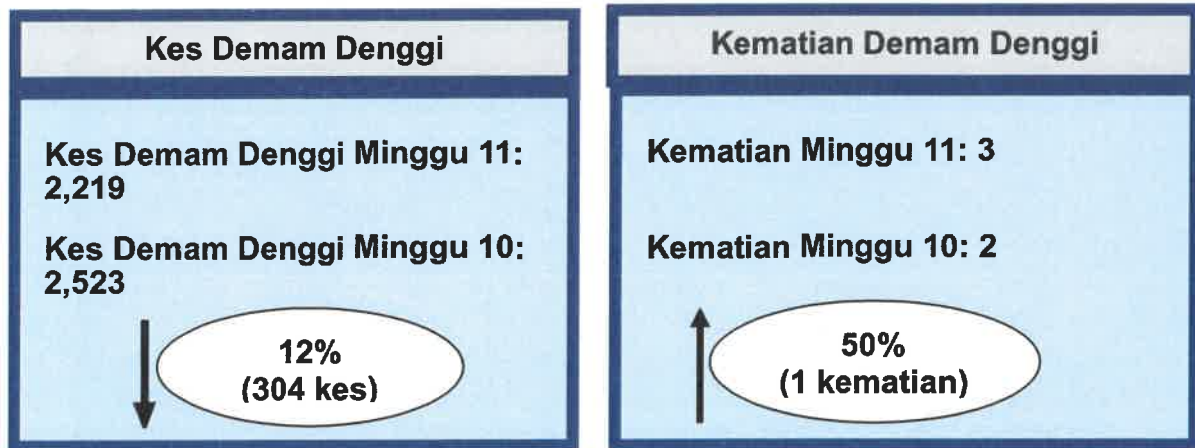 Kes Demam Denggi
Kes Demam Denggi Minggu 11:
2,219
Kes Demam Denggi Minggu 10:
2,523
12%
(304 kes)
Kematian Demam Denggi
Kematian Minggu 11: 3
Kematian Minggu 10: 2
50%
(1 kematian)